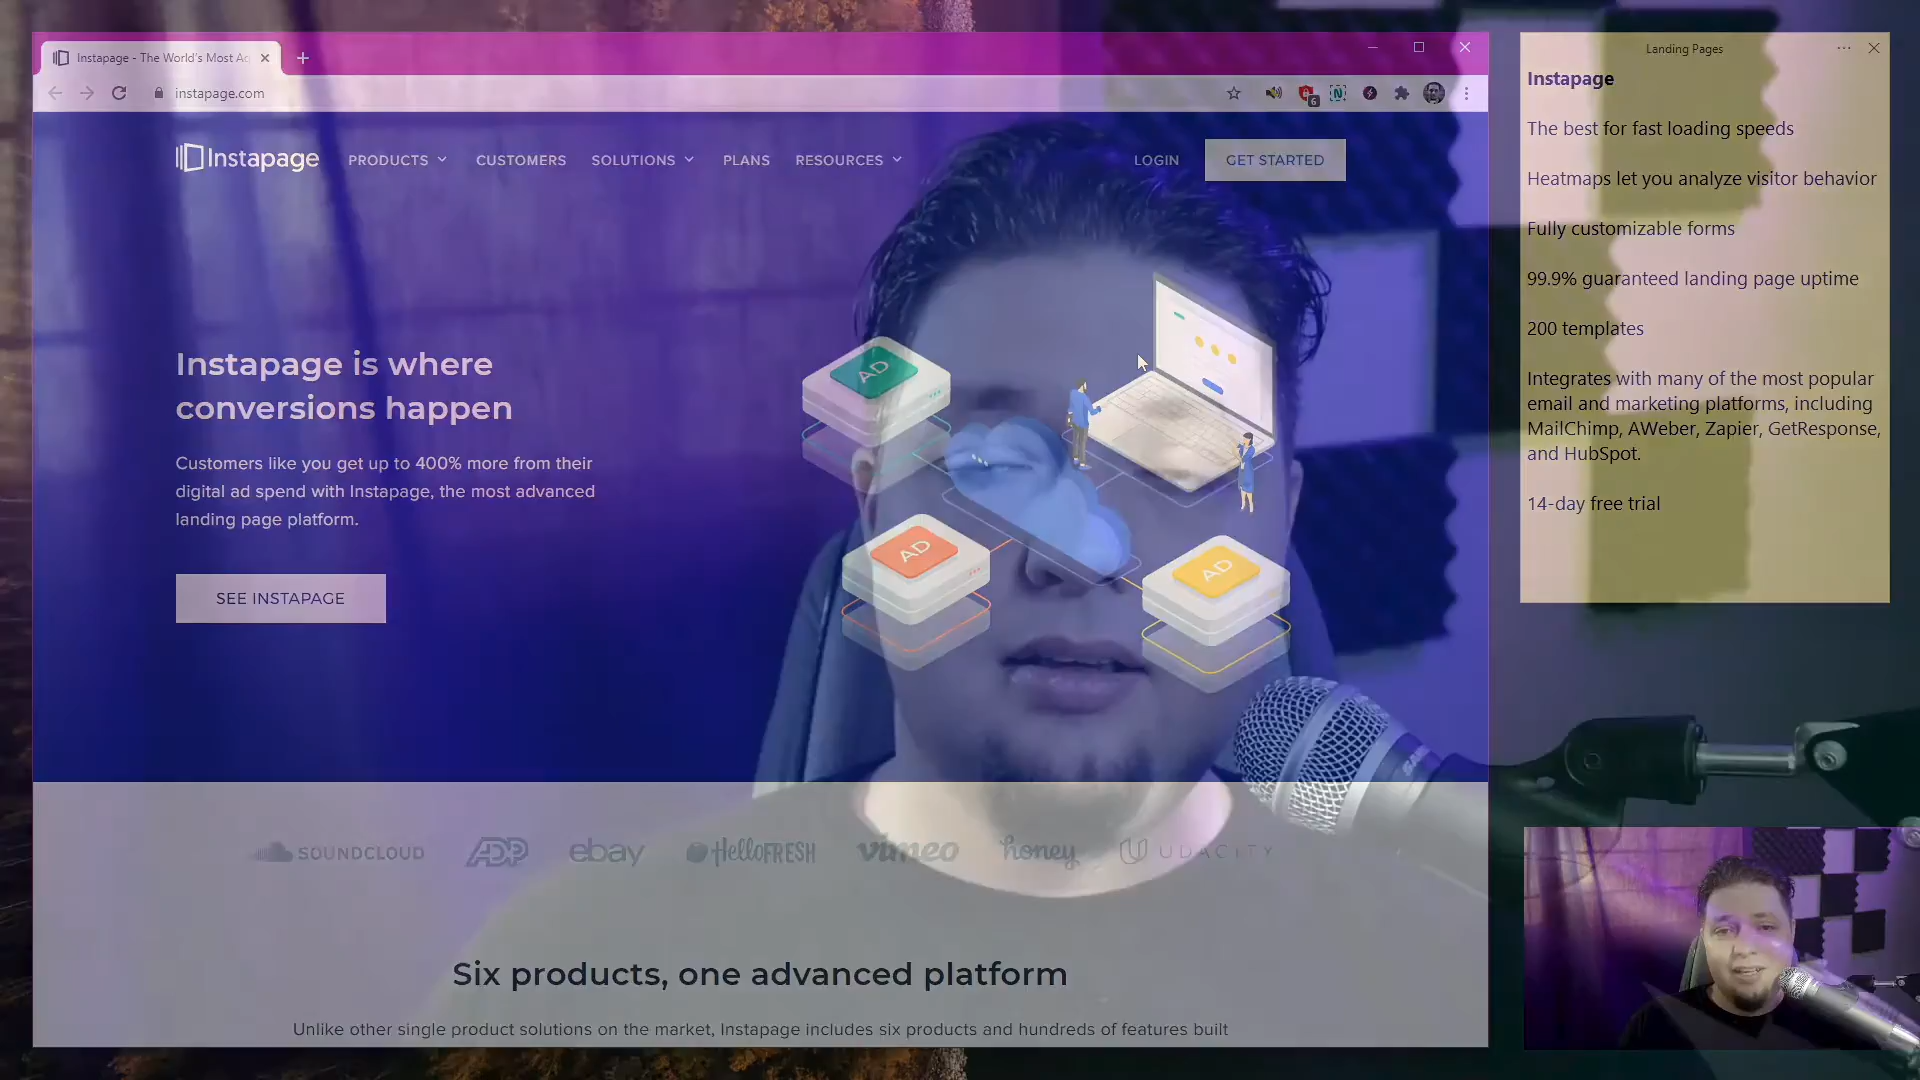 Instapage - The World's Most Ad
instapage.com
6
Instapage
PRODUCTS
CUSTOMERS
SOLUTIONS
PLANS
RESOURCES
LOGIN
GET STARTED
Instapage is where
conversions happen
Customers like you get up to 400% more from their
digital ad spend with Instapage, the most advanced
landing page platform.
SEE INSTAPAGE
AD
AD
AD
SOUNDCLOUD
ADP
ebay
HelloFRESH
vimeo
honey
UDACITY
Six products, one advanced platform
Unlike other single product solutions on the market, Instapage includes six products and hundreds of features built
Landing Pages
Instapage
The best for fast loading speeds
Heatmaps let you analyze visitor behavior
Fully customizable forms
99.9% guaranteed landing page uptime
200 templates
Integrates with many of the most popular
email and marketing platforms, including
MailChimp, AWeber, Zapier, GetResponse,
and HubSpot.
14-day free trial